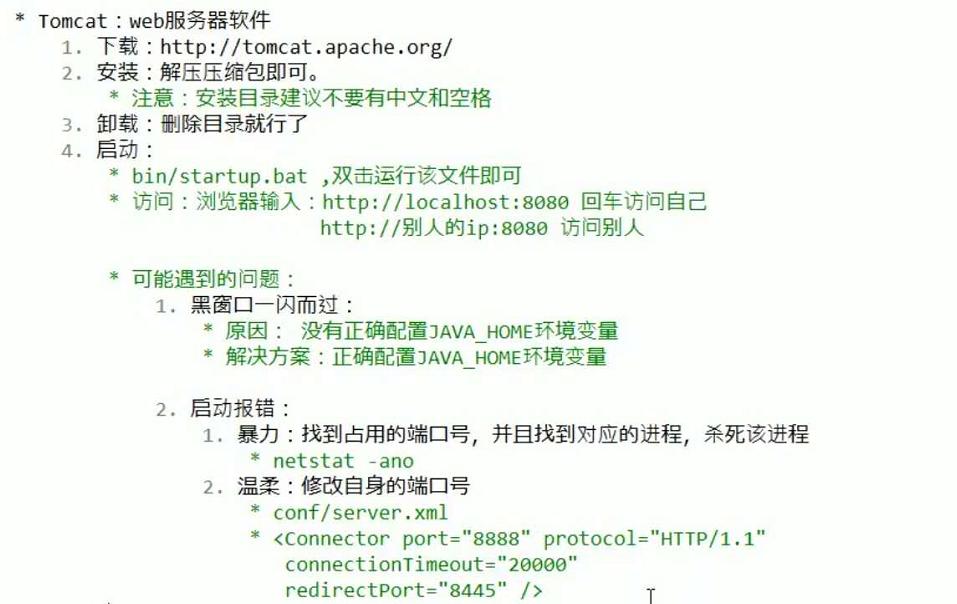 * Tomcat：web服务器软件
1. 下载：http://tomcat.apache.org/
2. 安装：解压压缩包即可。
* 注意：安装目录建议不要有中文和空格
3. 卸载：删除目录就行了
4. 启动：
* bin/startup.bat ,双击运行该文件即可
* 访问：浏览器输入：http://localhost:8080 回车访问自己
http://别人的ip:8080 访问别人
* 可能遇到的问题：
1. 黑窗口一闪而过：
* 原因： 没有正确配置JAVA_HOME环境变量
* 解决方案：正确配置JAVA_HOME环境变量
2. 启动报错：
1. 暴力：找到占用的端口号，并且找到对应的进程，杀死该进程
* netstat -ano
2. 温柔：修改自身的端口号
* conf/server.xml
* <Connector port="8888" protocol="HTTP/1.1"
connectionTimeout="20000"
redirectPort="8445" />